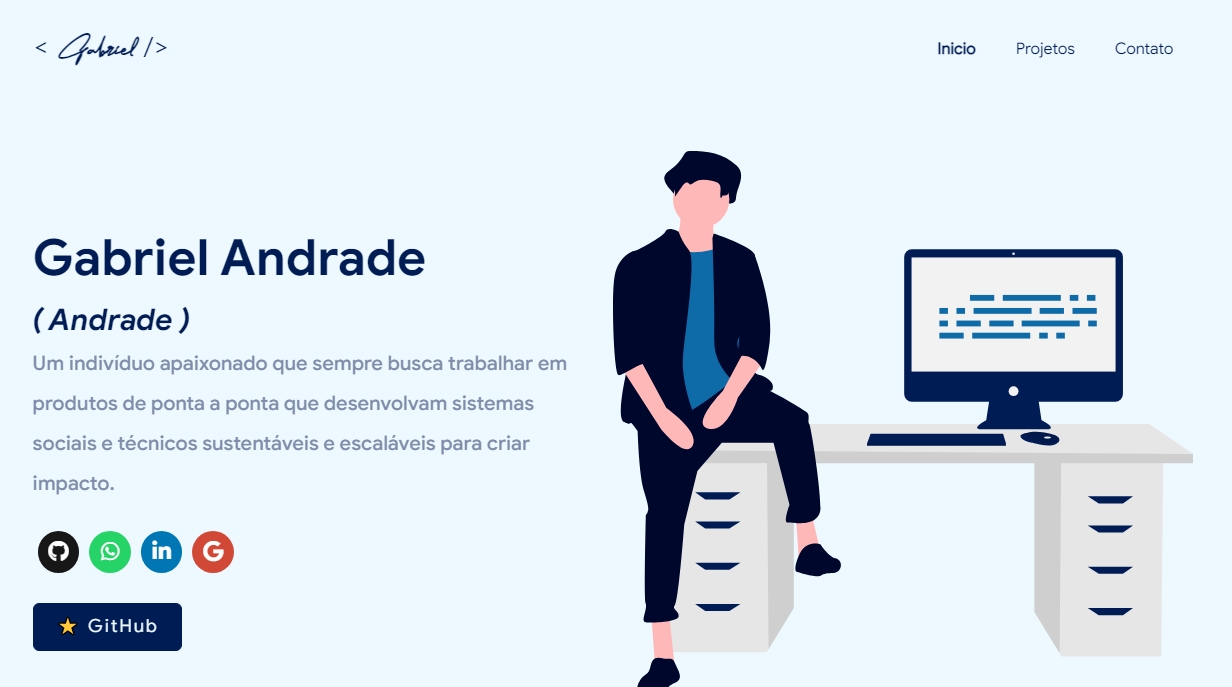 < Gabriel />
Inicio Projetos Contato
Gabriel Andrade
( Andrade )
Um indivíduo apaixonado que sempre busca trabalhar em
produtos de ponta a ponta que desenvolvam sistemas
sociais e técnicos sustentáveis e escaláveis para criar
impacto.
in G
GitHub